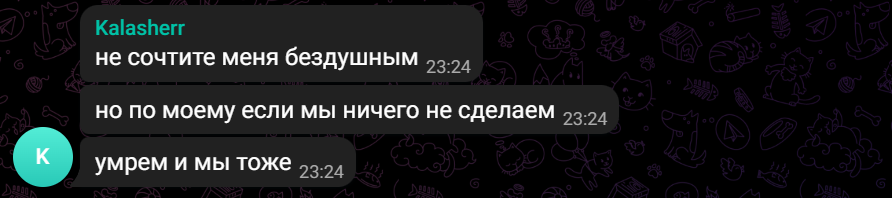 Kalasherr
не сочтите меня бездушным 23:24
но по моему если мы ничего не сделаем 23:24
K
умрем и мы тоже 23:24